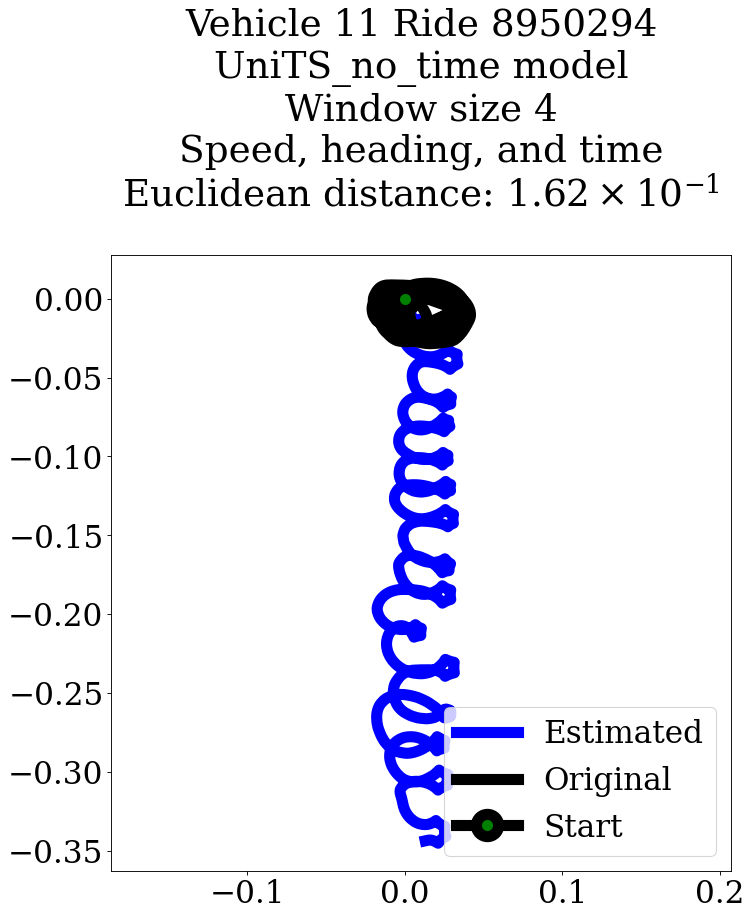 Vehicle 11 Ride 8950294
UniTS_no_time model
Window size 4
Speed, heading, and time
Euclidean distance: 1.62 × 10⁻¹
0.00
−0.05
−0.10
−0.15
−0.20
−0.25
−0.30
−0.35
−0.1
0.0
0.1
0.2
Estimated
Original
Start